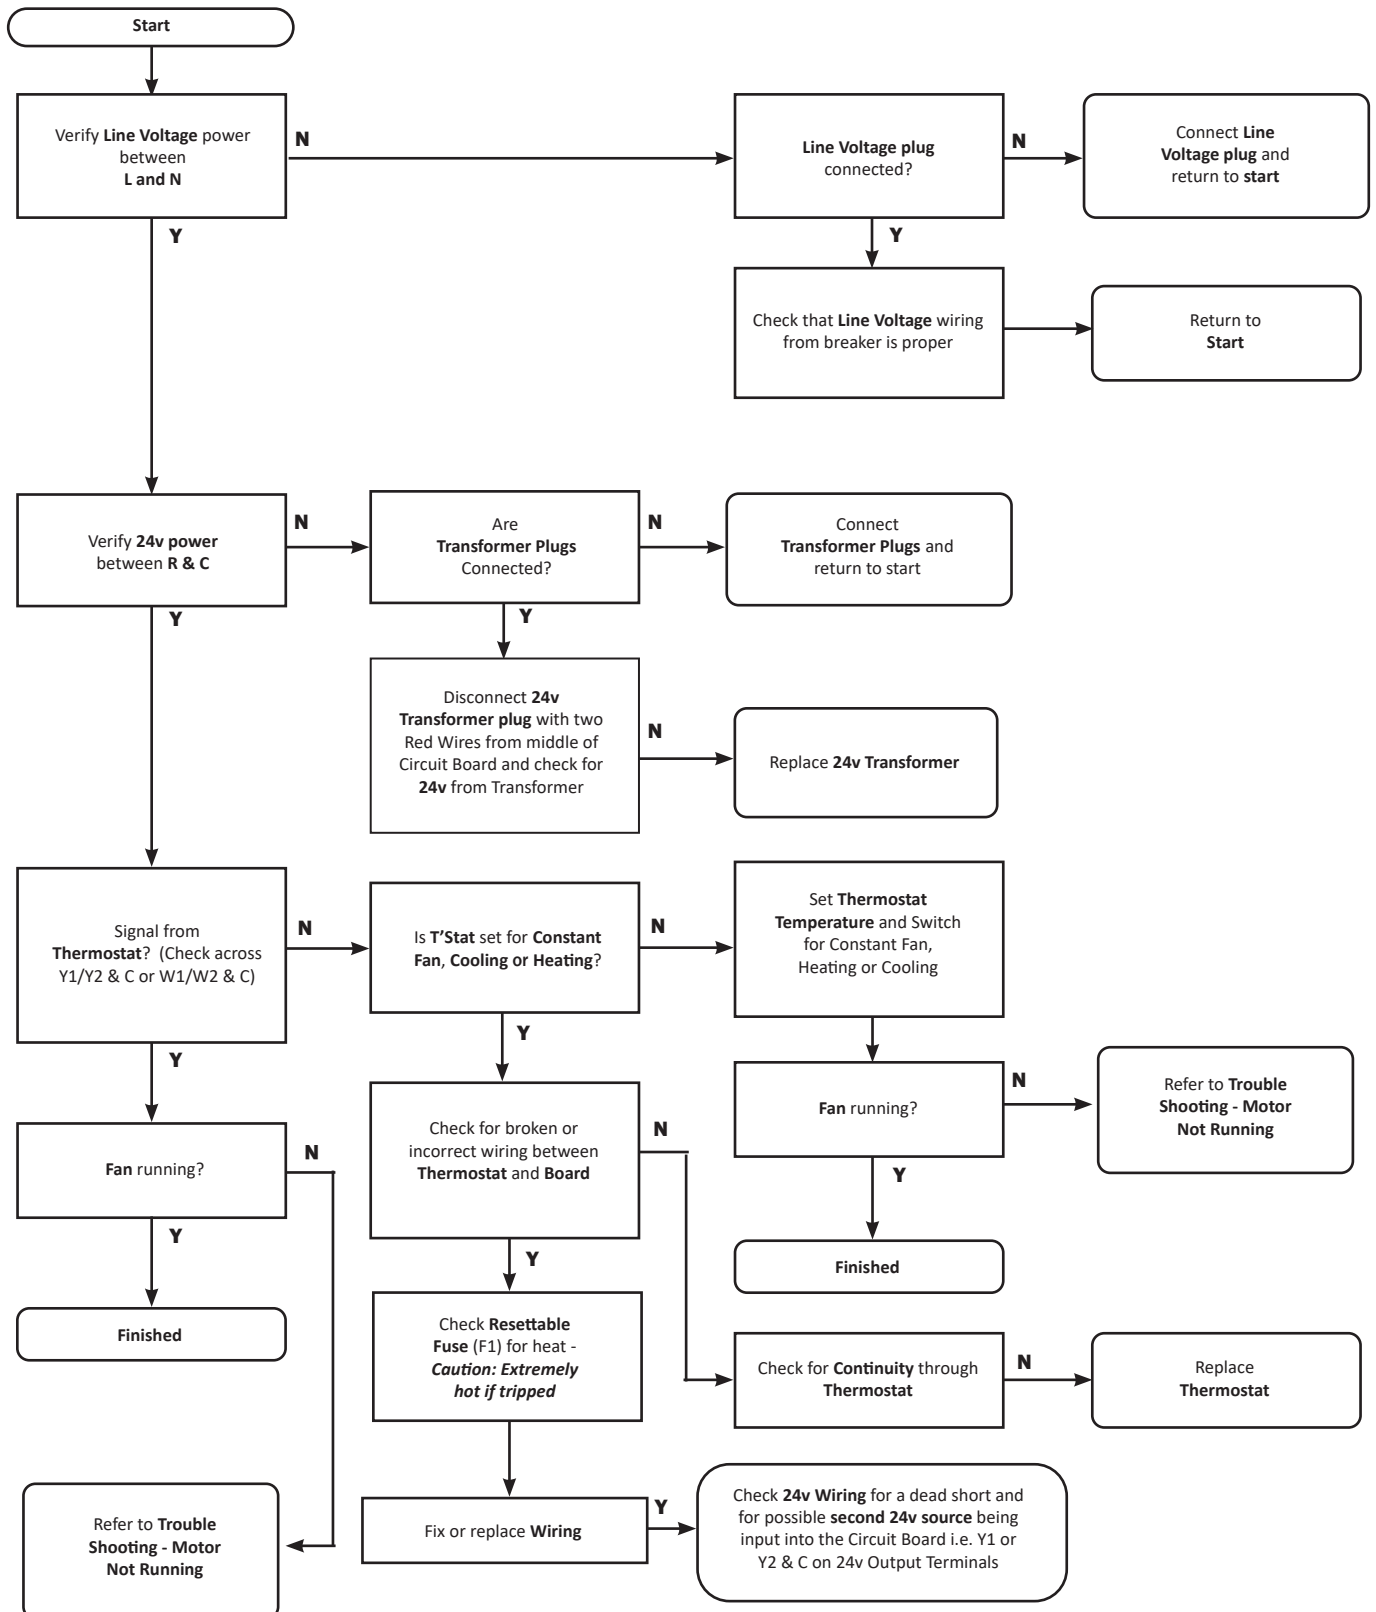 Start
Verify Line Voltage power
between
L and N
N
Line Voltage plug
connected?
N
Connect Line
Voltage plug and
return to start
Y
Y
Check that Line Voltage wiring
from breaker is proper
Return to
Start
Verify 24v power
between R & C
N
Are
Transformer Plugs
Connected?
N
Connect
Transformer Plugs and
return to start
Y
Y
Disconnect 24v
Transformer plug with two
Red Wires from middle of
Circuit Board and check for
24v from Transformer
N
Replace 24v Transformer
Signal from
Thermostat? (Check across
Y1/Y2 & C or W1/W2 & C)
N
Is T'Stat set for Constant
Fan, Cooling or Heating?
N
Set Thermostat
Temperature and Switch
for Constant Fan,
Heating or Cooling
Y
Y
Fan running?
N
Refer to Trouble
Shooting - Motor
Not Running
Fan running?
N
Check for broken or
incorrect wiring between
Thermostat and Board
N
Y
Y
Y
Finished
Finished
Check Resettable
Fuse (F1) for heat -
Caution: Extremely
hot if tripped
Check for Continuity through
Thermostat
N
Replace
Thermostat
Refer to Trouble
Shooting - Motor
Not Running
Fix or replace Wiring
Y
Check 24v Wiring for a dead short and
for possible second 24v source being
input into the Circuit Board i.e. Y1 or
Y2 & C on 24v Output Terminals